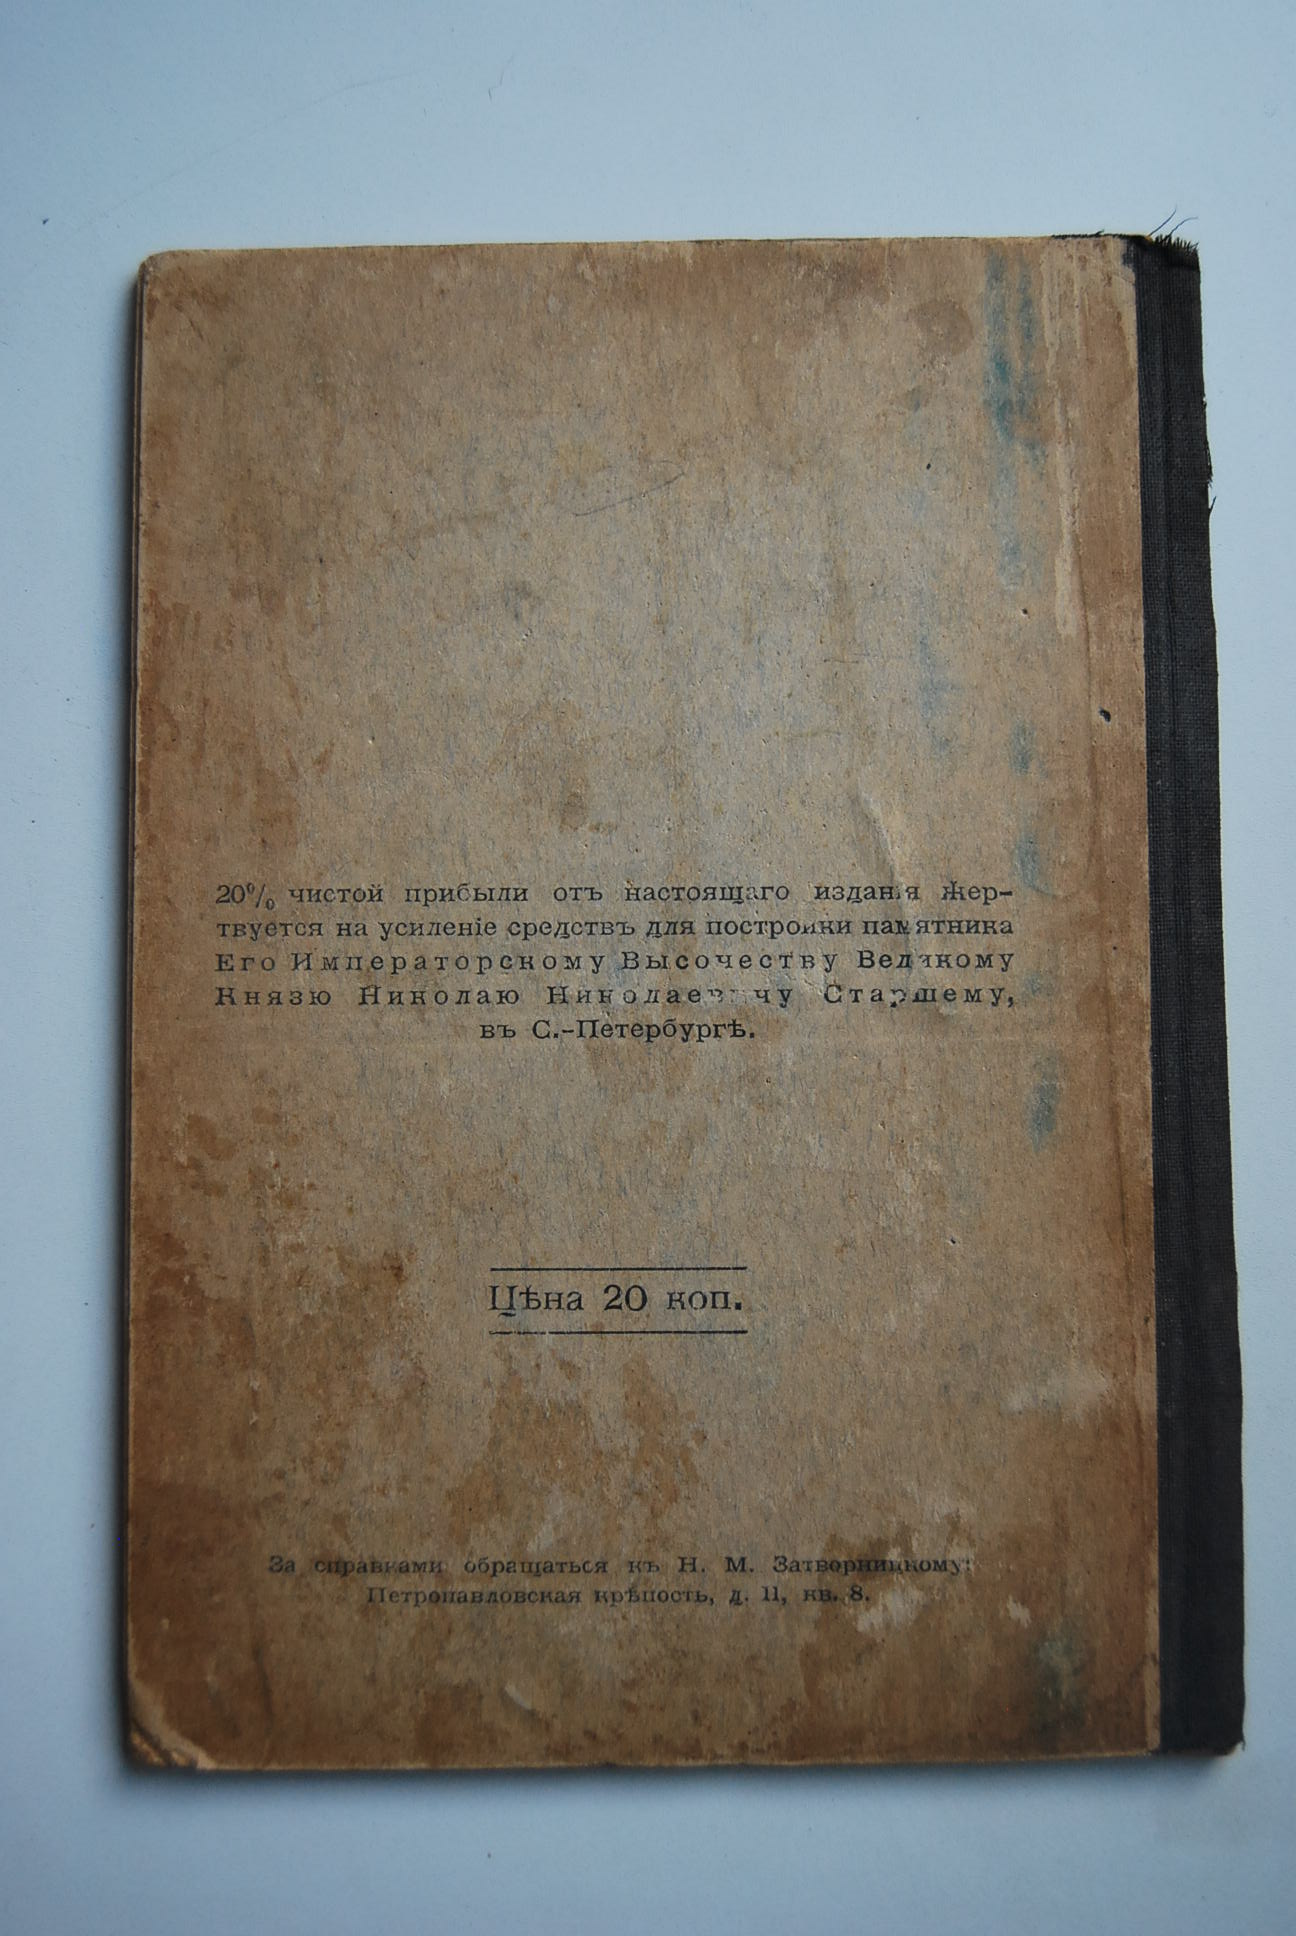 20% чистой прибыли отъ настоящаго изданія жер-
твуется на усиленіе средствъ для постройки памятника
Его Императорскому Высочеству Великому
Князю Николаю Николаевичу Старшему,
въ С.-Петербургѣ.
Цѣна 20 коп.
За справками обращаться къ Н. М. Затворницкому:
Петропавловская крѣпость, д. 11, кв. 8.